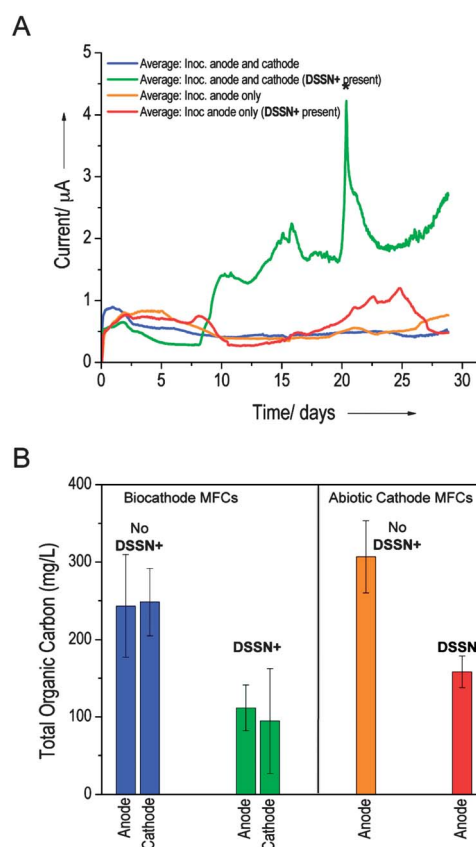 A
Average: Inoc. anode and cathode
Average: Inoc. anode and cathode (DSSN+ present)
Average: Inoc. anode only
Average: Inoc anode only (DSSN+ present)
*
Current/ µA
5
4
3
2
1
0
0 5 10 15 20 25 30
Time/ days
B
Total Organic Carbon (mg/L)
400
300
200
100
0
Biocathode MFCs
Abiotic Cathode MFCs
No
DSSN+
DSSN+
No
DSSN+
DSSN
Anode
Cathode
Anode
Cathode
Anode
Anode